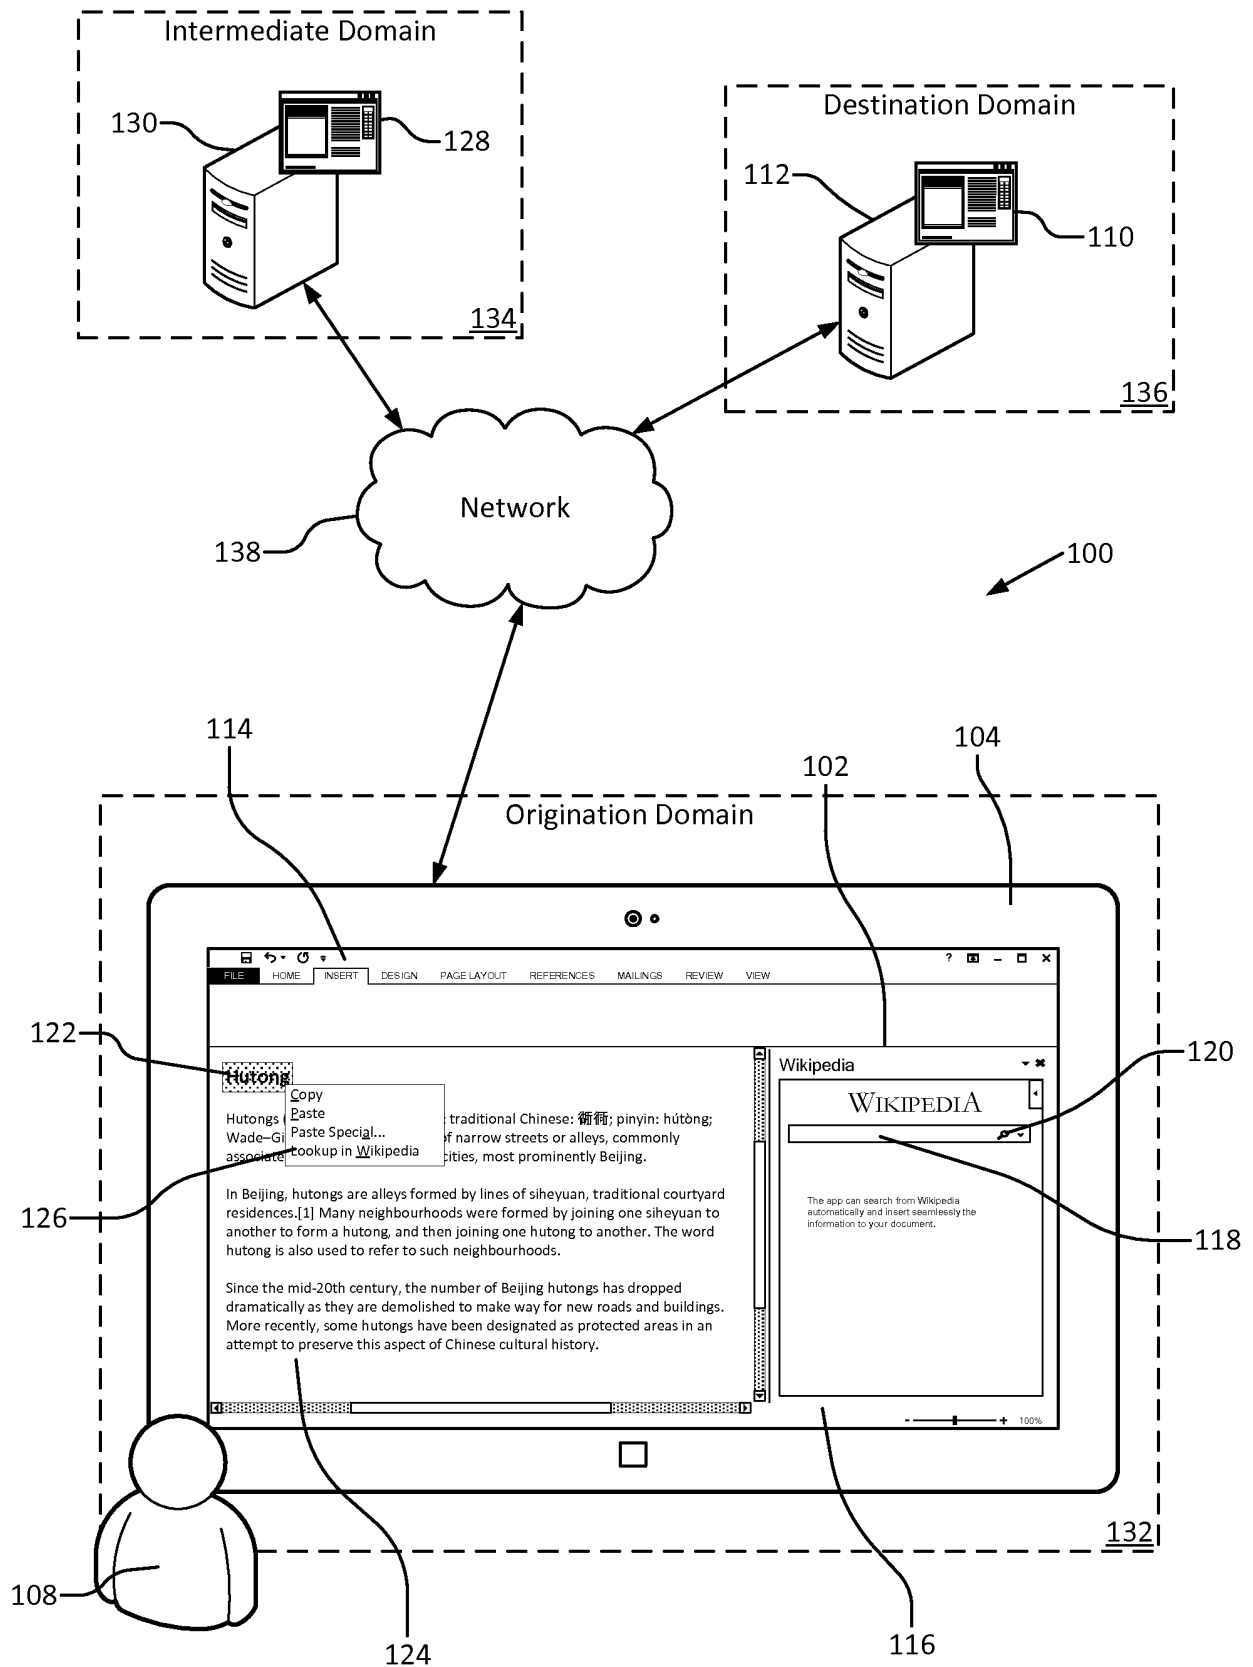 Intermediate Domain
130
128
134
Destination Domain
112
110
136
Network
138
100
114
104
102
Origination Domain
FILE HOME INSERT DESIGN PAGE LAYOUT REFERENCES MAILINGS REVIEW VIEW
?
122
120
Hutong
Copy
Paste
Paste Special...
Lookup in Wikipedia
Hutongs ( ; traditional Chinese: 衚衕; pinyin: hútòng;
Wade–Gi of narrow streets or alleys, commonly
associate cities, most prominently Beijing.
In Beijing, hutongs are alleys formed by lines of siheyuan, traditional courtyard
residences.[1] Many neighbourhoods were formed by joining one siheyuan to
another to form a hutong, and then joining one hutong to another. The word
hutong is also used to refer to such neighbourhoods.
Since the mid-20th century, the number of Beijing hutongs has dropped
dramatically as they are demolished to make way for new roads and buildings.
More recently, some hutongs have been designated as protected areas in an
attempt to preserve this aspect of Chinese cultural history.
Wikipedia
WIKIPEDIA
The app can search from Wikipedia
automatically and insert seamlessly the
information to your document.
126
118
- + 100%
132
108
124
116